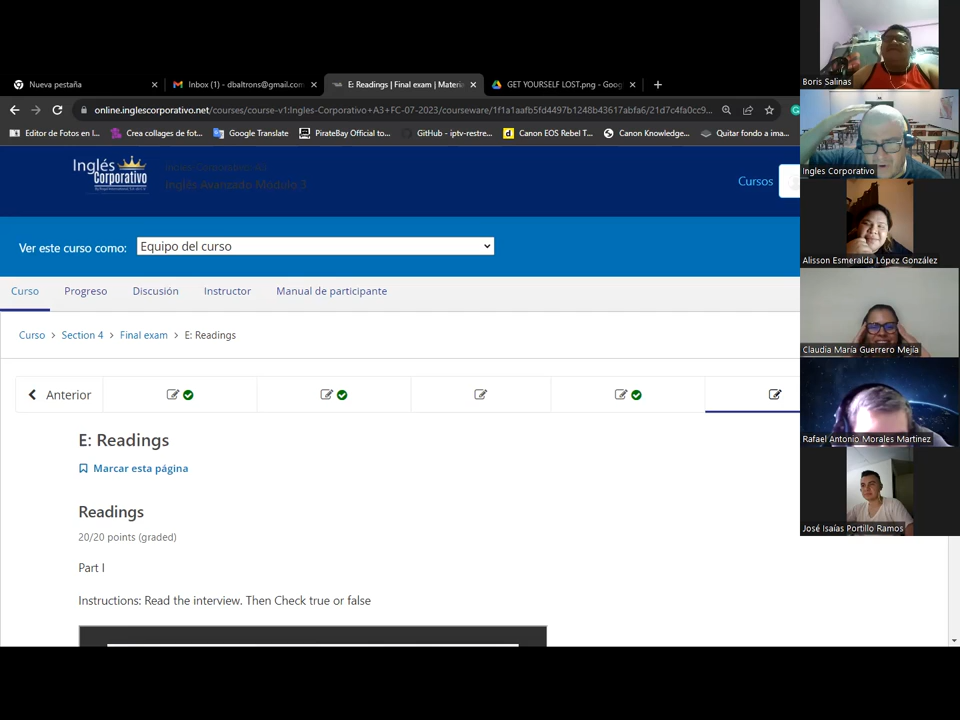 Nueva pestaña
Inbox (1) - dbaltrons@gmail.com
E: Readings | Final exam | Materi
GET YOURSELF LOST.png - Goog
online.inglescorporativo.net/courses/course-v1:Ingles-Corporativo+A3+FC-07-2023/courseware/1f1a1aafb5fd4497b1248b43617abfa6/21d7c4fa0cc9...
Editor de Fotos en l...
Crea collages de fot...
Google Translate
PirateBay Official to...
GitHub - iptv-restre...
Canon EOS Rebel T...
Canon Knowledge...
Quitar fondo a ima...
Inglés
Corporativo
Inglés Avanzado Módulo 3
Cursos
Ver este curso como:
Equipo del curso
Curso
Progreso
Discusión
Instructor
Manual de participante
Curso > Section 4 > Final exam > E: Readings
Anterior
E: Readings
Marcar esta página
Readings
20/20 points (graded)
Part I
Instructions: Read the interview. Then Check true or false
Boris Salinas
Ingles Corporativo
Alisson Esmeralda López González
Claudia María Guerrero Mejía
Rafael Antonio Morales Martinez
José Isaías Portillo Ramos